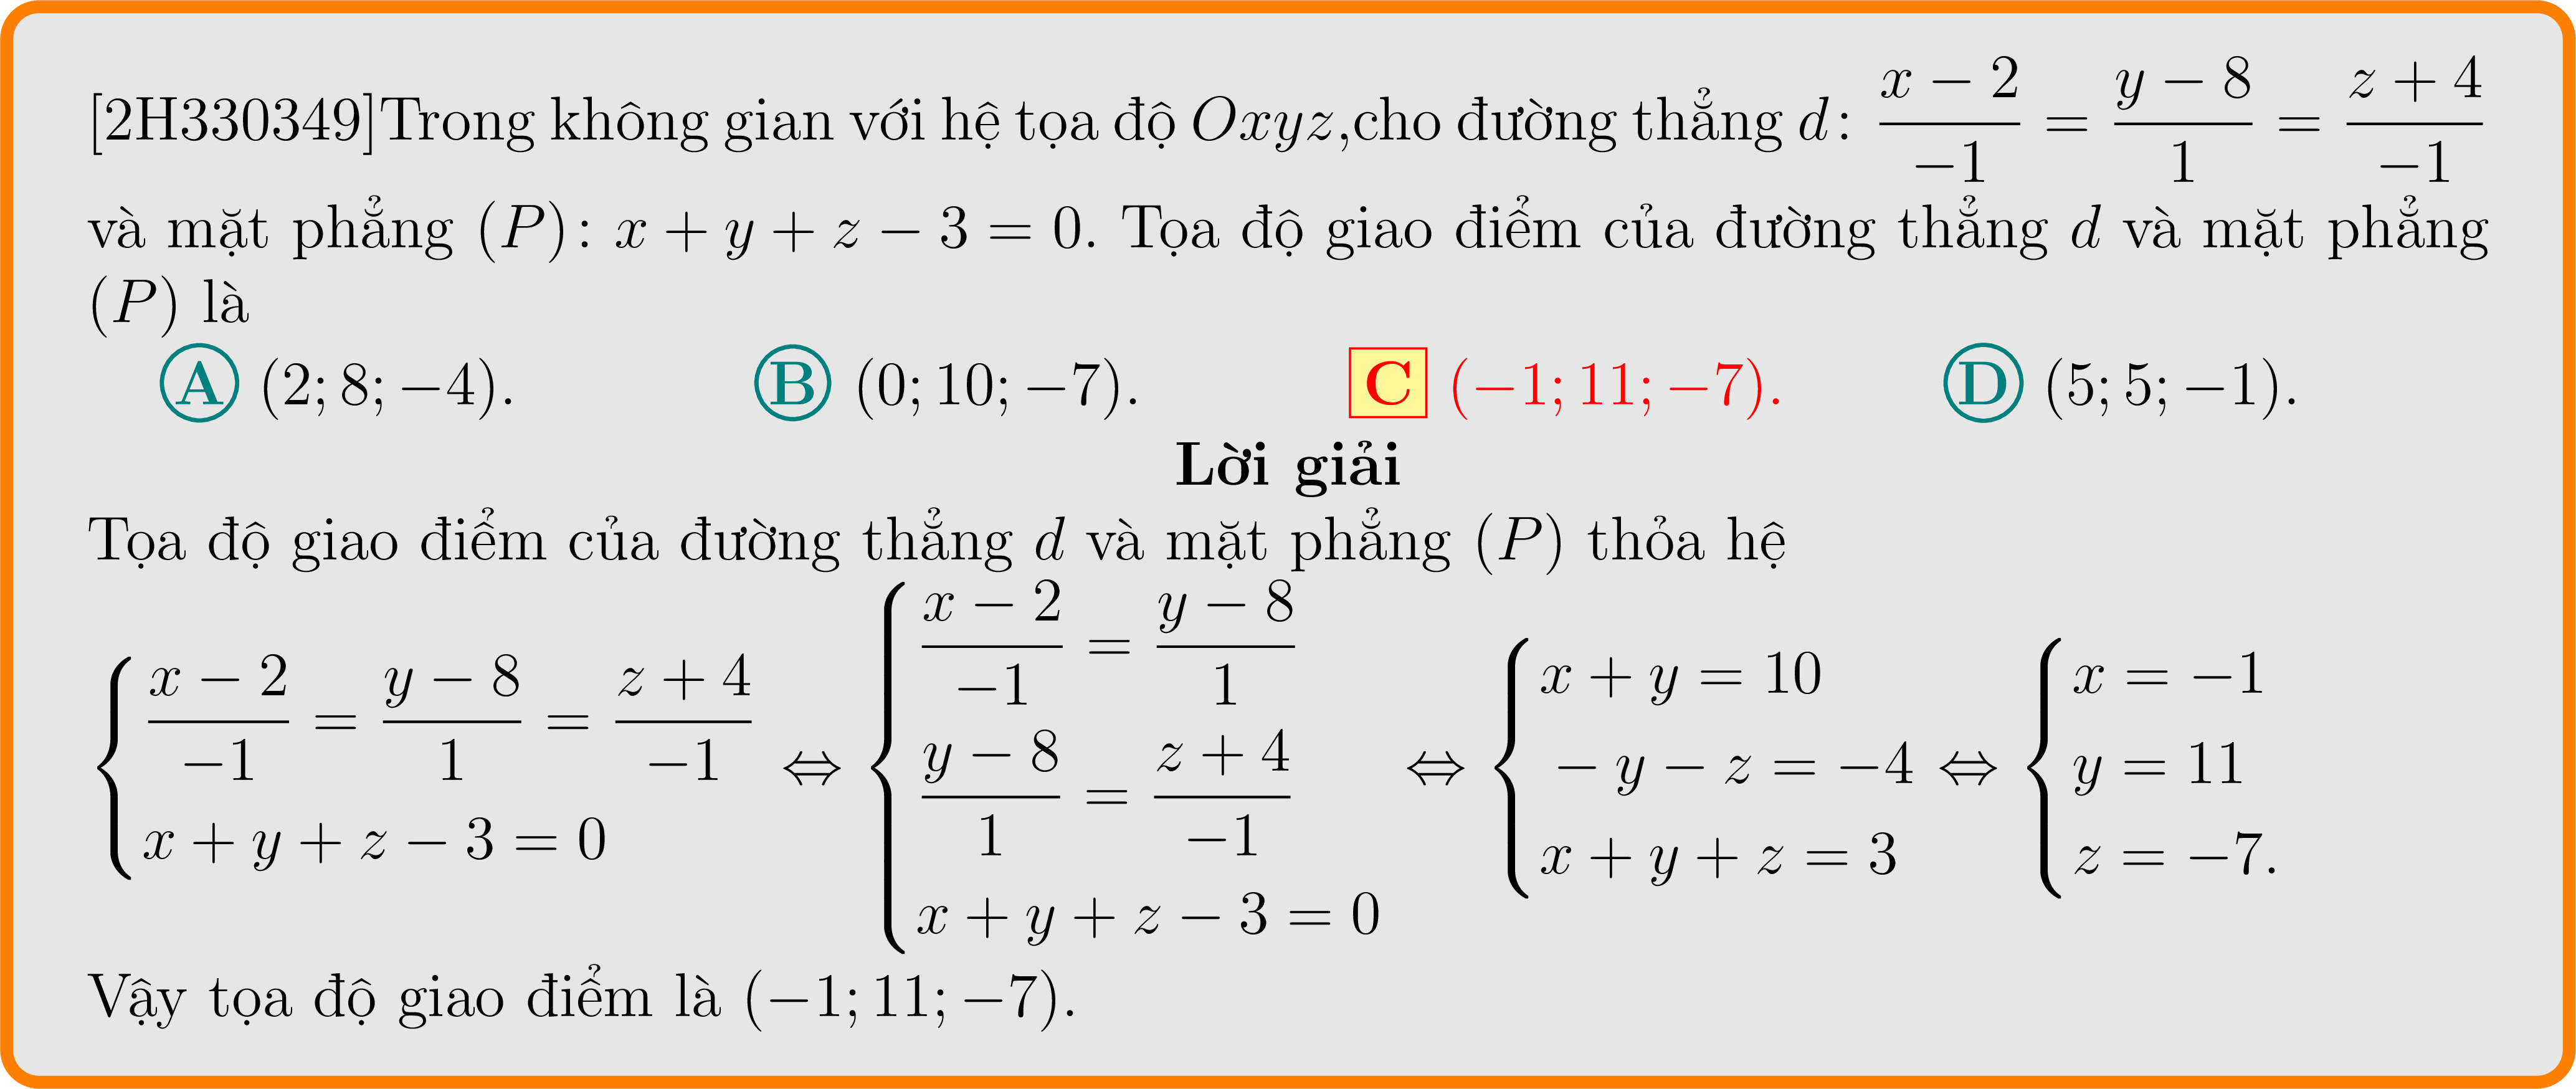 [2H330349]Trong không gian với hệ tọa độ Oxyz,cho đường thẳng d: \frac{x-2}{-1} = \frac{y-8}{1} = \frac{z+4}{-1}
và mặt phẳng (P): x + y + z − 3 = 0. Tọa độ giao điểm của đường thẳng d và mặt phẳng
(P) là
A (2; 8; −4). B (0; 10; −7). C (−1; 11; −7). D (5; 5; −1).
Lời giải
Tọa độ giao điểm của đường thẳng d và mặt phẳng (P) thỏa hệ
\begin{cases} \frac{x-2}{-1} = \frac{y-8}{1} = \frac{z+4}{-1} \\ x+y+z-3=0 \end{cases} ⇔ \begin{cases} \frac{x-2}{-1} = \frac{y-8}{1} \\ \frac{y-8}{1} = \frac{z+4}{-1} \\ x+y+z-3=0 \end{cases} ⇔ \begin{cases} x+y=10 \\ -y-z=-4 \\ x+y+z=3 \end{cases} ⇔ \begin{cases} x=-1 \\ y=11 \\ z=-7. \end{cases}
Vậy tọa độ giao điểm là (−1; 11; −7).